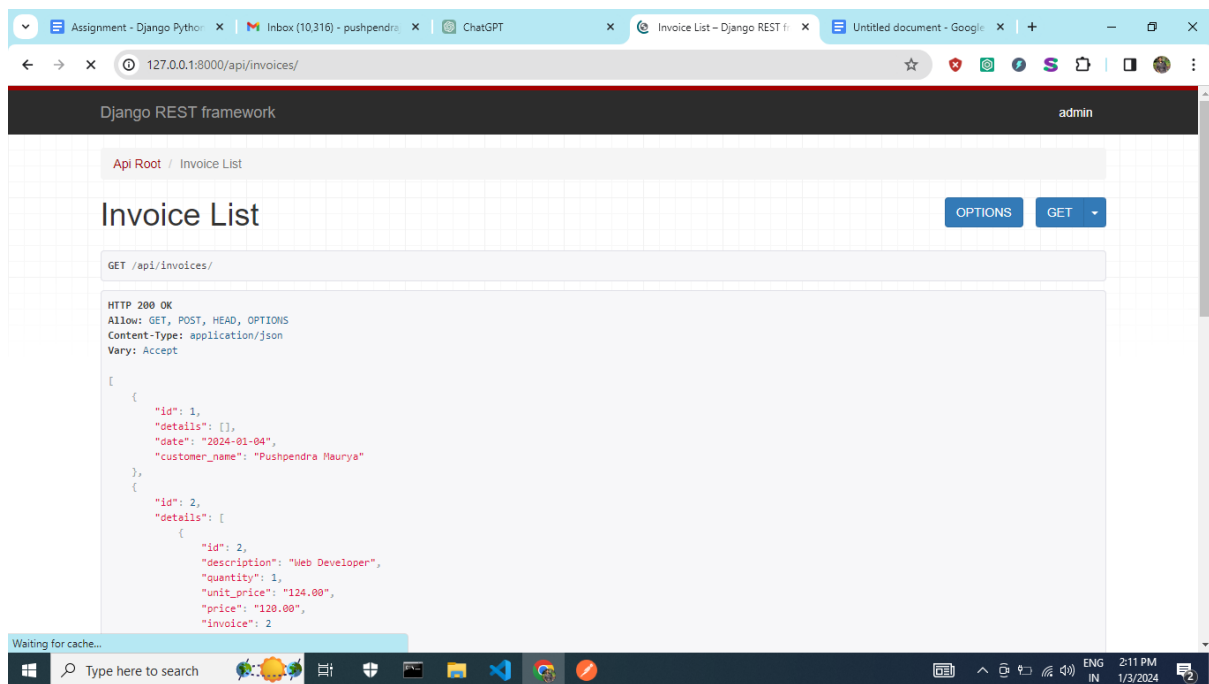 Assignment - Django Python
Inbox (10,316) - pushpendra
ChatGPT
Invoice List – Django REST fr
Untitled document - Google
127.0.0.1:8000/api/invoices/
Django REST framework
admin
Api Root / Invoice List
Invoice List
OPTIONS
GET
GET /api/invoices/
HTTP 200 OK
Allow: GET, POST, HEAD, OPTIONS
Content-Type: application/json
Vary: Accept
[
{
"id": 1,
"details": [],
"date": "2024-01-04",
"customer_name": "Pushpendra Maurya"
},
{
"id": 2,
"details": [
{
"id": 2,
"description": "Web Developer",
"quantity": 1,
"unit_price": "124.00",
"price": "120.00",
"invoice": 2
Waiting for cache...
Type here to search
ENG
IN
2:11 PM
1/3/2024
2